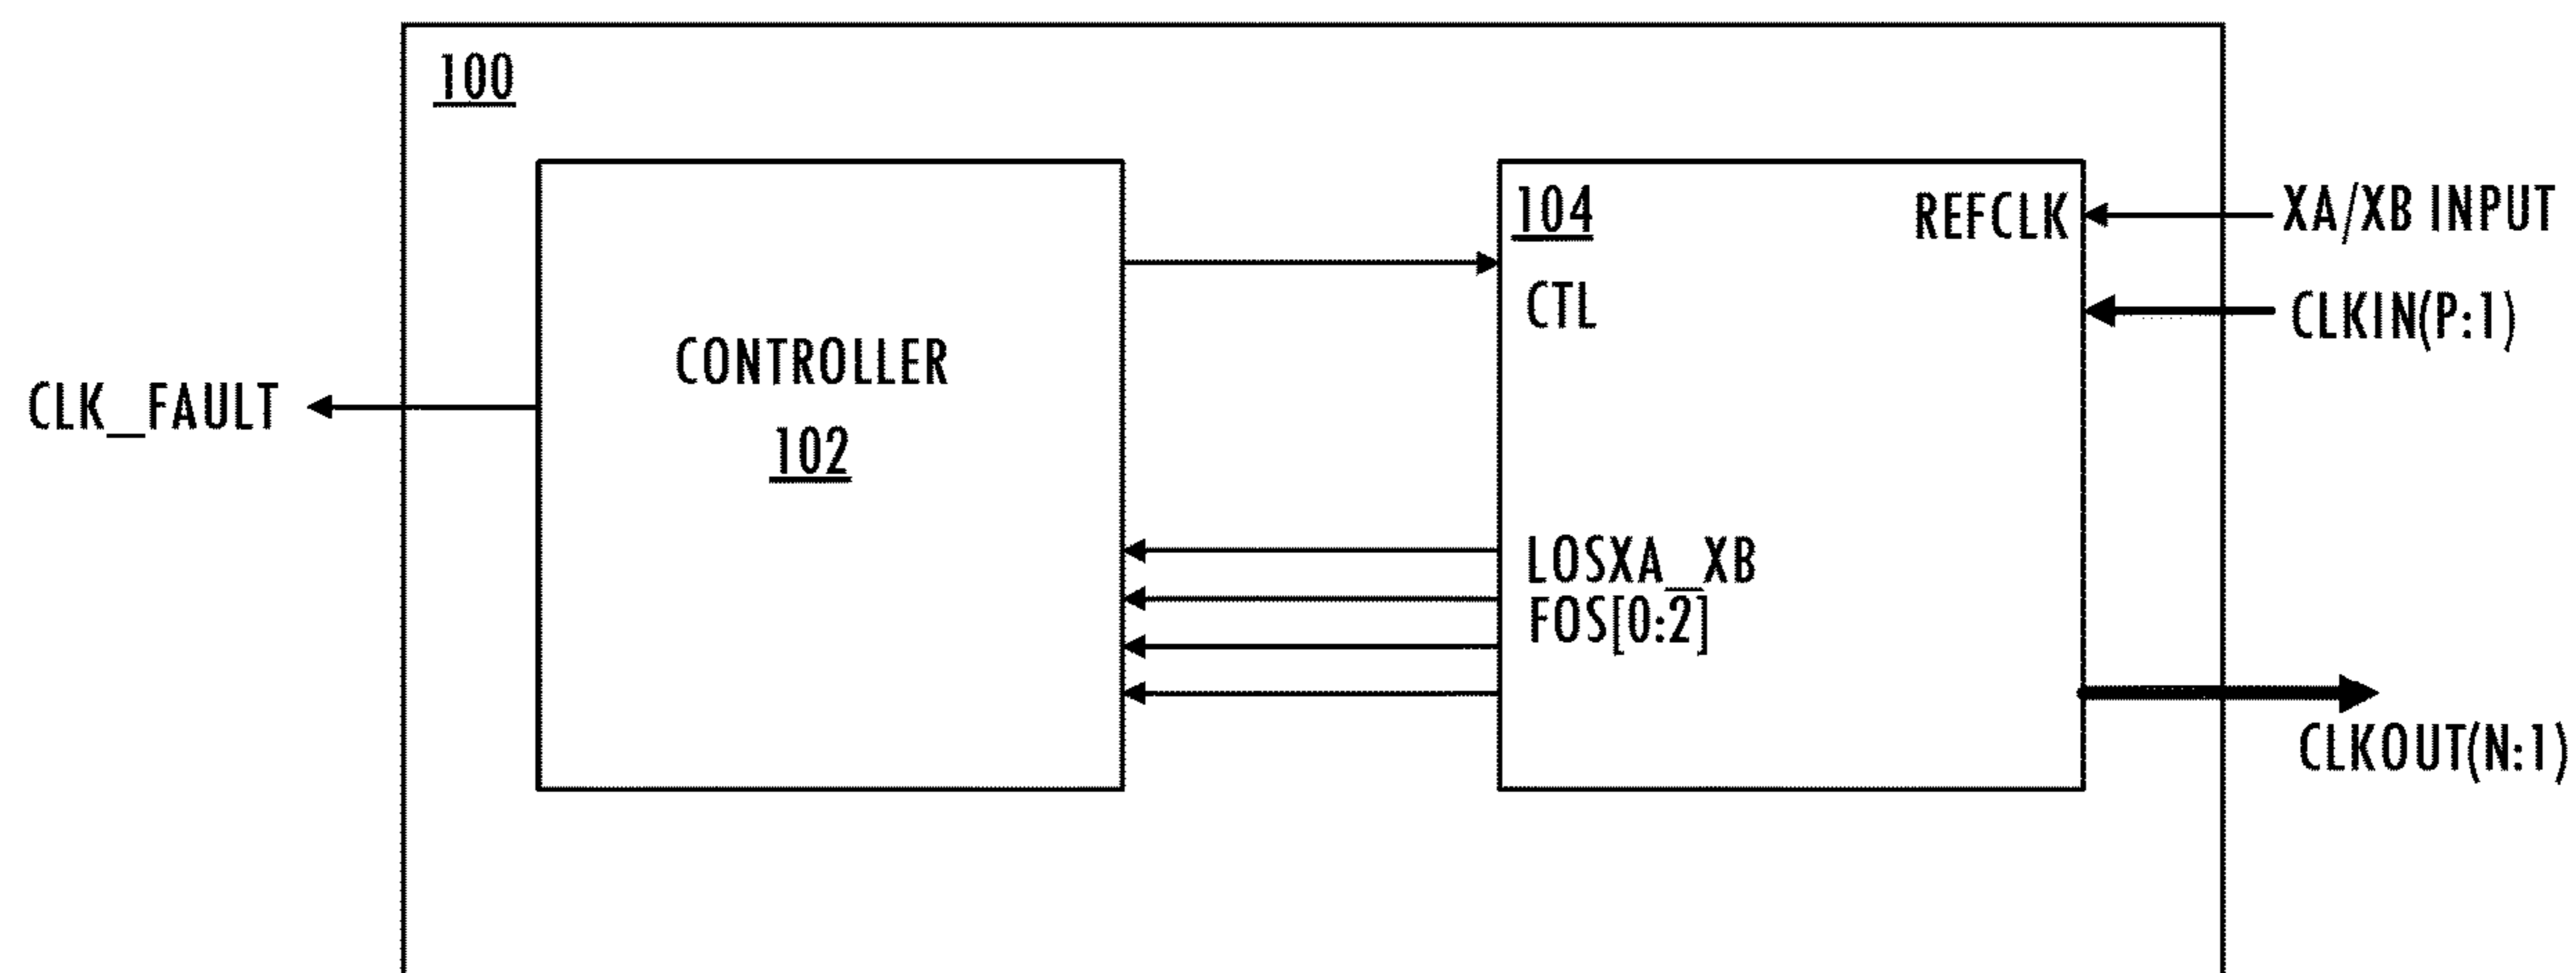 100
104
REFCLK
XA/XB INPUT
CTL
CLKIN(P:1)
CONTROLLER
102
CLK_FAULT
LOSXA_XB
FOS[0:2]
CLKOUT(N:1)